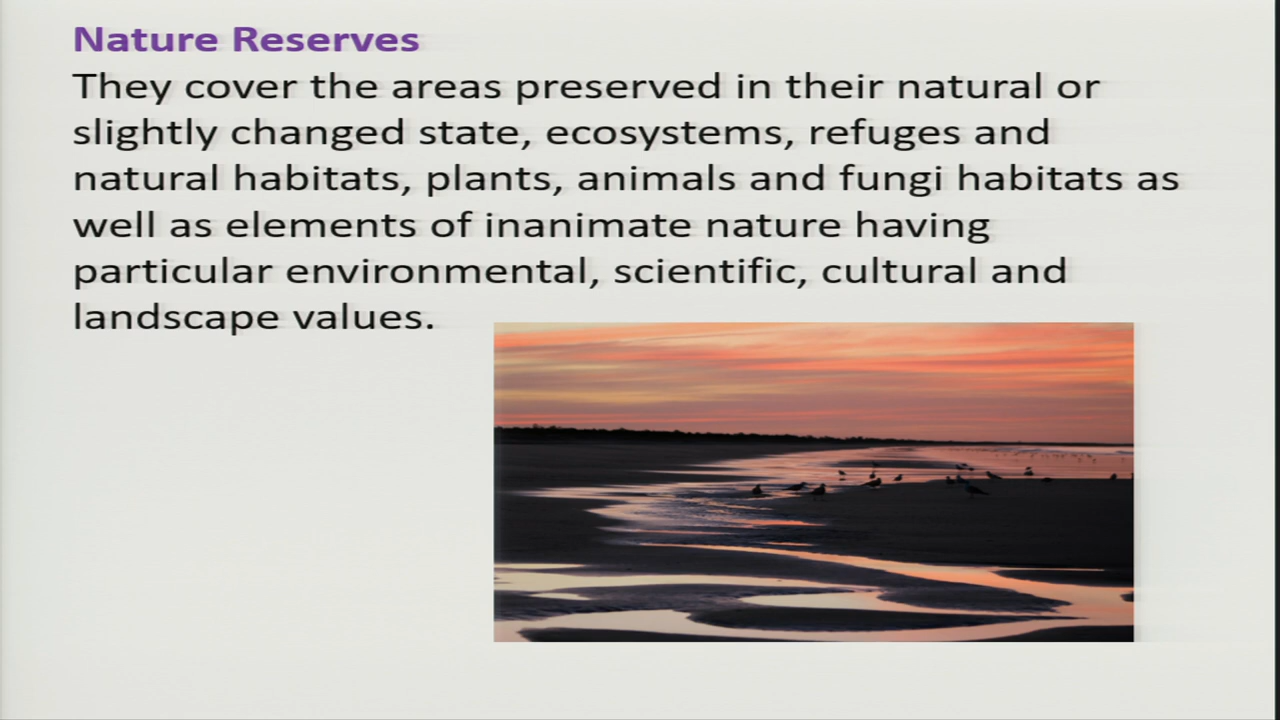 Nature Reserves
They cover the areas preserved in their natural or
slightly changed state, ecosystems, refuges and
natural habitats, plants, animals and fungi habitats as
well as elements of inanimate nature having
particular environmental, scientific, cultural and
landscape values.